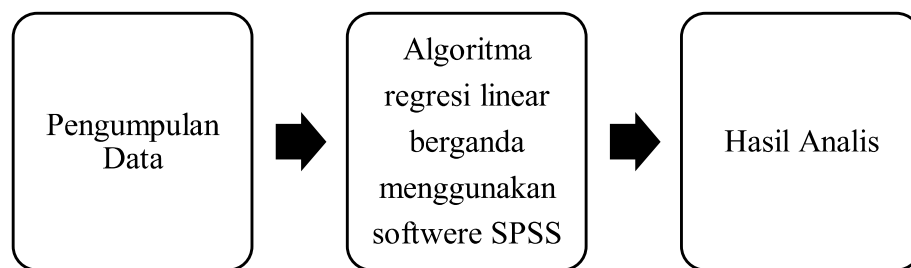 Pengumpulan
Data
Algoritma
regresi linear
berganda
menggunakan
softwere SPSS
Hasil Analis